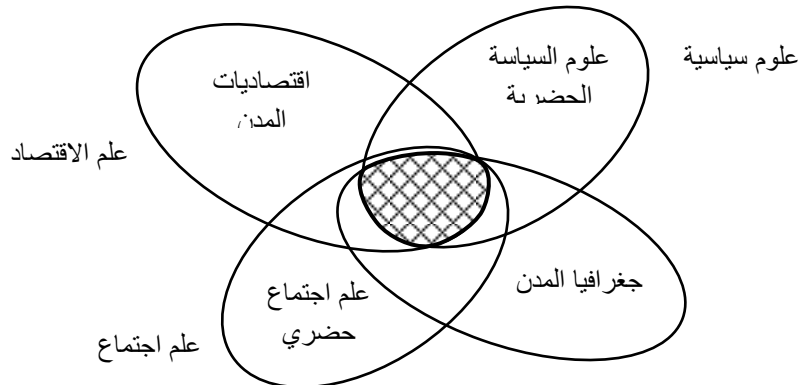 علوم سياسية
علوم السياسة
الحضرية
اقتصاديات
المدن
علم الاقتصاد
جغرافيا المدن
علم اجتماع
حضري
علم اجتماع